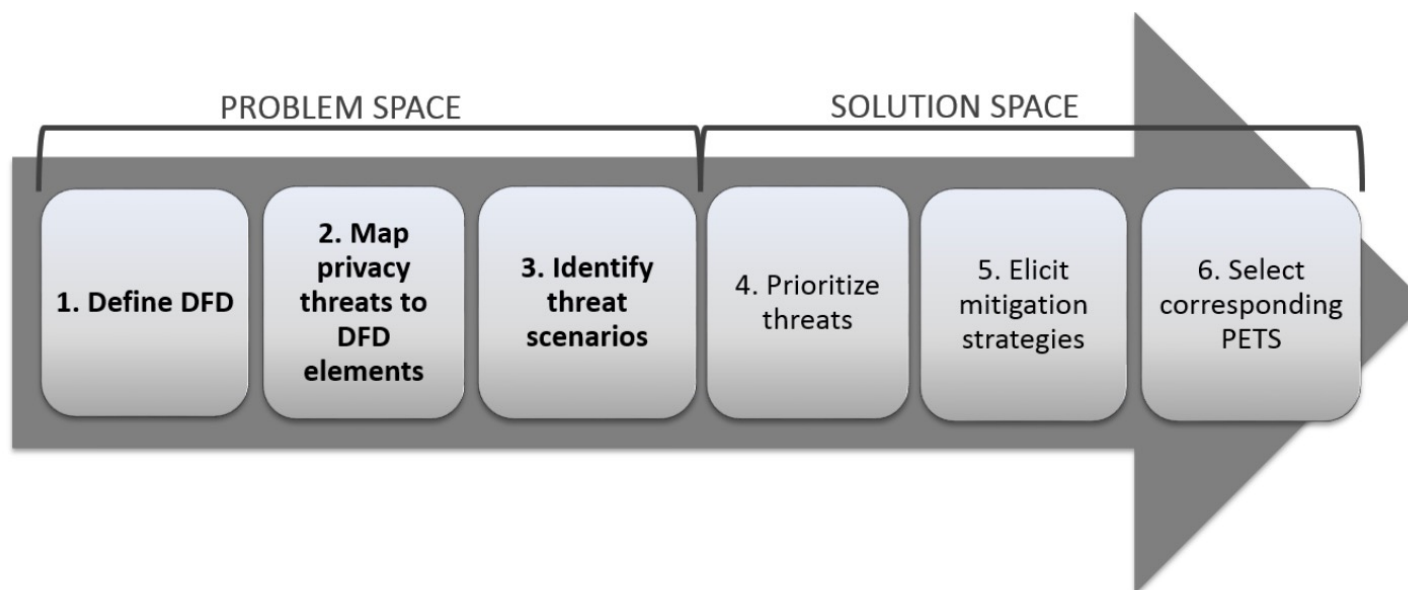 PROBLEM SPACE
SOLUTION SPACE
1. Define DFD
2. Map
privacy
threats to
DFD
elements
3. Identify
threat
scenarios
4. Prioritize
threats
5. Elicit
mitigation
strategies
6. Select
corresponding
PETS